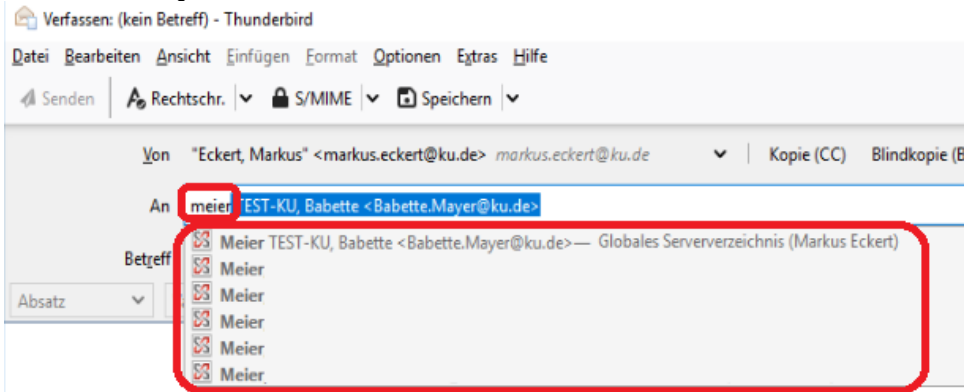 Verfassen: (kein Betreff) - Thunderbird
Datei Bearbeiten Ansicht Einfügen Format Optionen Extras Hilfe
Senden Rechtschr. S/MIME Speichern
Von "Eckert, Markus" <markus.eckert@ku.de> markus.eckert@ku.de Kopie (CC) Blindkopie (B
An meier TEST-KU, Babette <Babette.Mayer@ku.de>
Meier TEST-KU, Babette <Babette.Mayer@ku.de>— Globales Serververzeichnis (Markus Eckert)
Betreff
Meier
Meier
Absatz
Meier
Meier
Meier